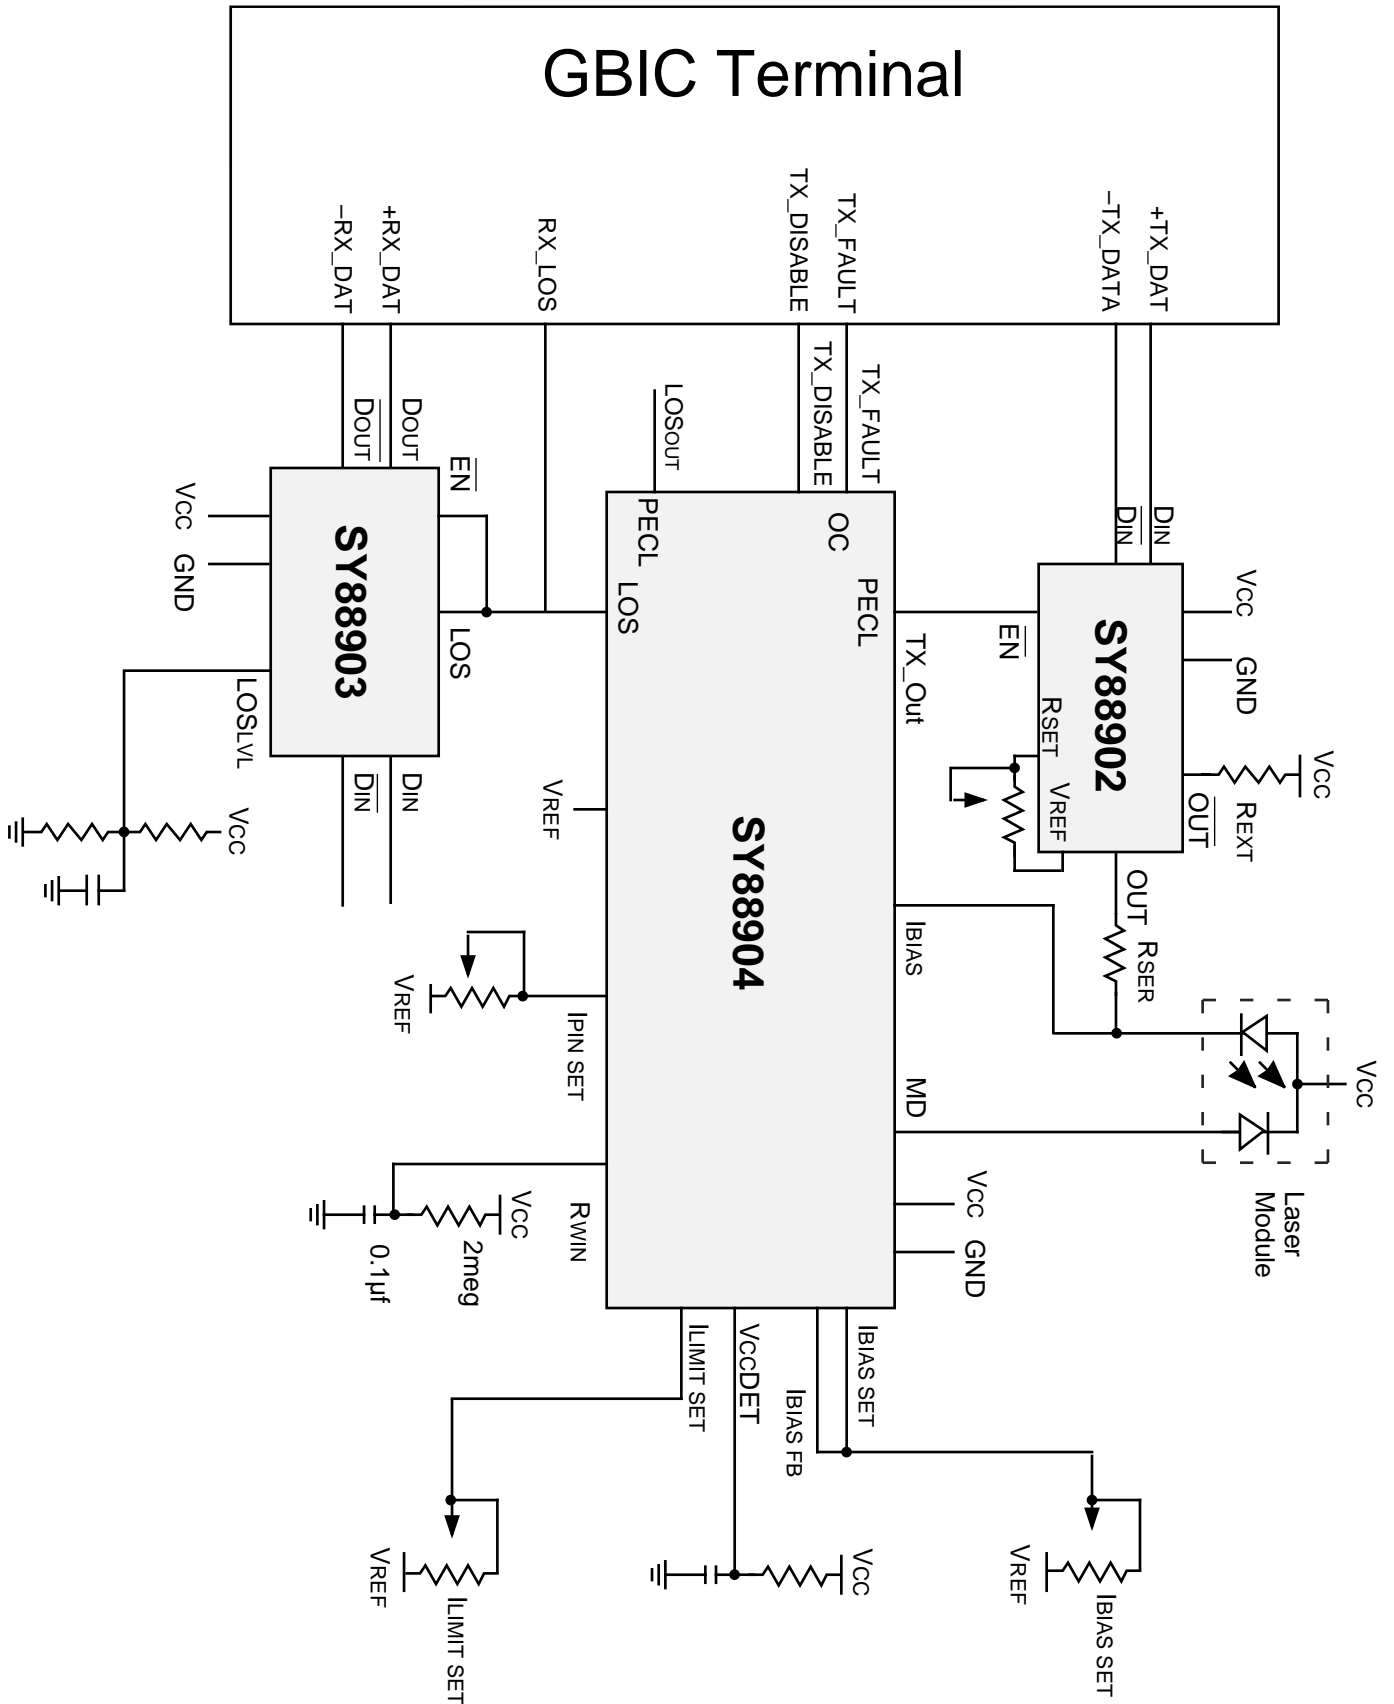 GBIC Terminal
–RX_DAT
+RX_DAT
RX_LOS
TX_DISABLE
TX_FAULT
–TX_DATA
+TX_DAT
DOUT
DOUT
EN
LOSOUT
TX_DISABLE
TX_FAULT
DIN
DIN
VCC
GND
SY88903
LOS
LOSLVL
DIN
DIN
VCC
PECL
LOS
OC
PECL
TX_Out
EN
SY88902
VCC
GND
RSET
VREF
OUT
REXT
VCC
OUT
RSER
VREF
SY88904
IBIAS
VREF
IPIN SET
MD
VCC
Laser
Module
RWIN
VCC
2meg
0.1µf
VCC
GND
ILIMIT SET
VCCDET
IBIAS FB
IBIAS SET
VREF
ILIMIT SET
VCC
VREF
IBIAS SET